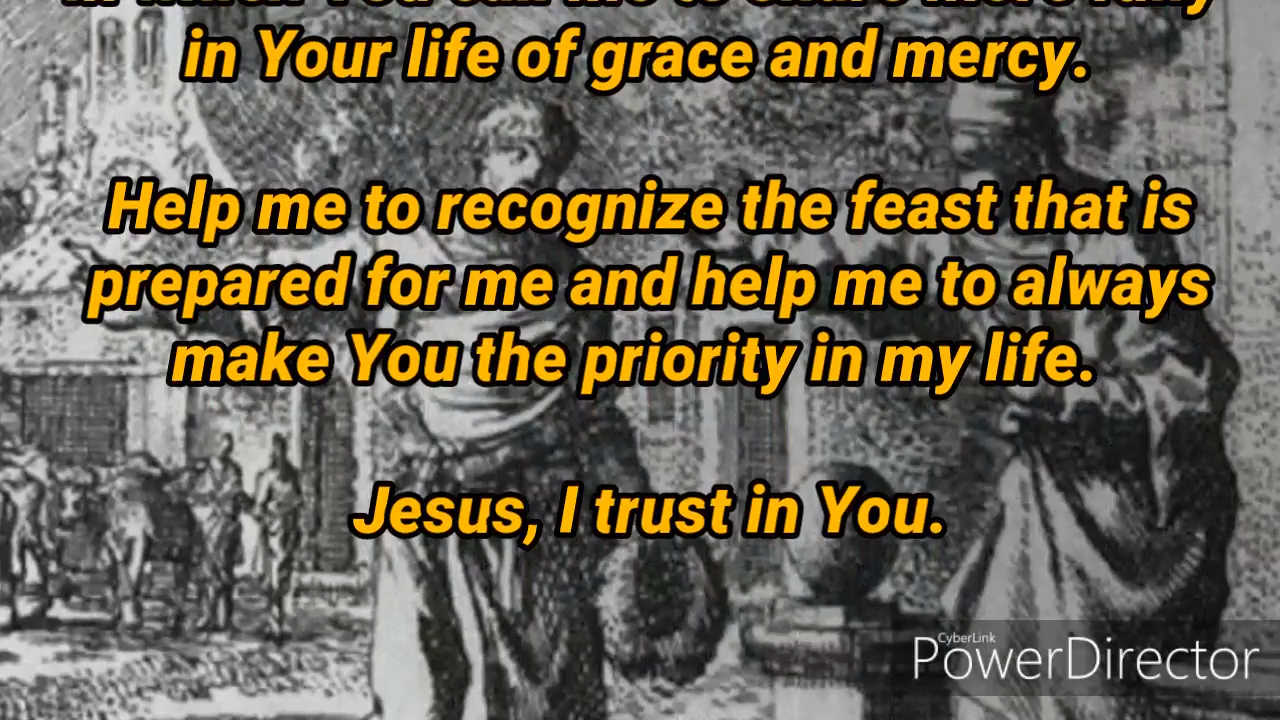 in Your life of grace and mercy.
Help me to recognize the feast that is
prepared for me and help me to always
make You the priority in my life.
Jesus, I trust in You.
CyberLink
PowerDirector